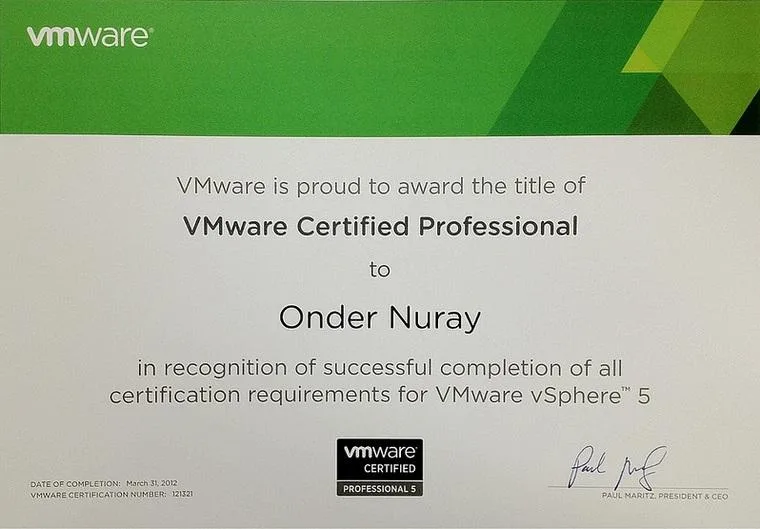 vmware®
VMware is proud to award the title of
VMware Certified Professional
to
Onder Nuray
in recognition of successful completion of all
certification requirements for VMware vSphere™ 5
vmware®
CERTIFIED
PROFESSIONAL 5
DATE OF COMPLETION: March 31, 2012
VMWARE CERTIFICATION NUMBER: 121321
PAUL MARITZ, PRESIDENT & CEO